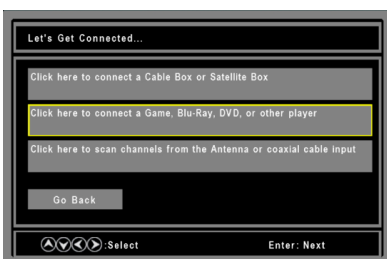 Let's Get Connected...
Click here to connect a Cable Box or Satellite Box
Click here to connect a Game, Blu-Ray, DVD, or other player
Click here to scan channels from the Antenna or coaxial cable input
Go Back
:Select Enter: Next